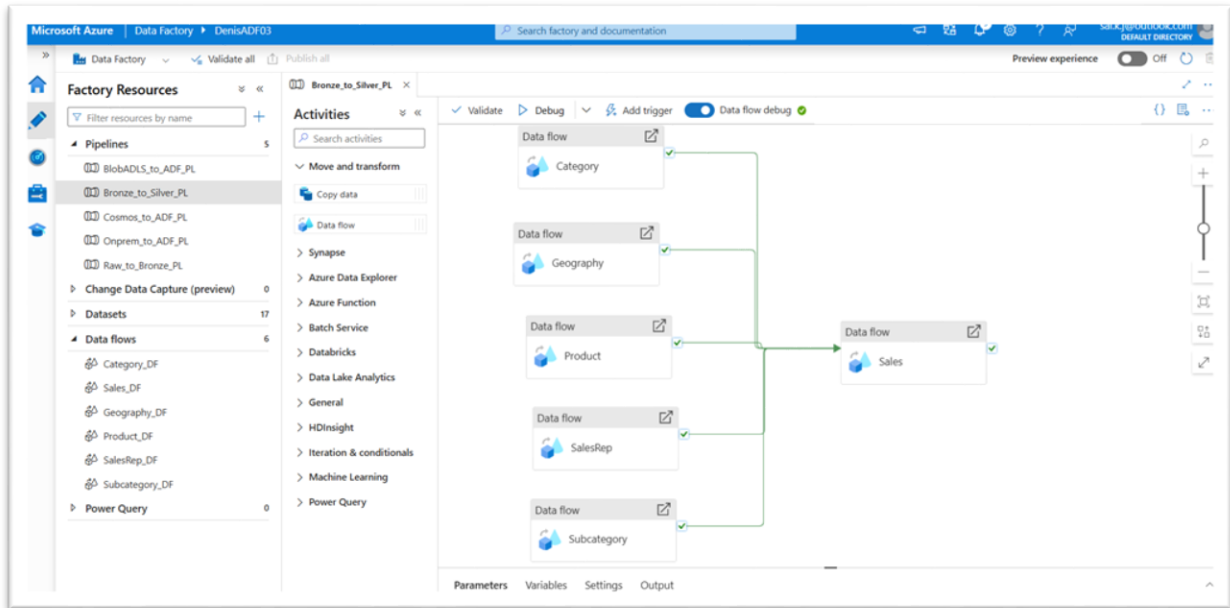 Microsoft Azure | Data Factory DenisADF03
Search factory and documentation
DEFAULT DIRECTORY
Data Factory Validate all Publish all
Preview experience Off
Factory Resources
Filter resources by name
Pipelines 5
BlobADLS_to_ADF_PL
Bronze_to_Silver_PL
Cosmos_to_ADF_PL
Onprem_to_ADF_PL
Raw_to_Bronze_PL
Change Data Capture (preview) 0
Datasets 17
Data flows 6
Category_DF
Sales_DF
Geography_DF
Product_DF
SalesRep_DF
Subcategory_DF
Power Query 0
Bronze_to_Silver_PL
Activities
Search activities
Move and transform
Copy data
Data flow
Synapse
Azure Data Explorer
Azure Function
Batch Service
Databricks
Data Lake Analytics
General
HDInsight
Iteration & conditionals
Machine Learning
Power Query
Validate Debug Add trigger Data flow debug
Data flow
Category
Data flow
Geography
Data flow
Product
Data flow
SalesRep
Data flow
Subcategory
Data flow
Sales
Parameters Variables Settings Output